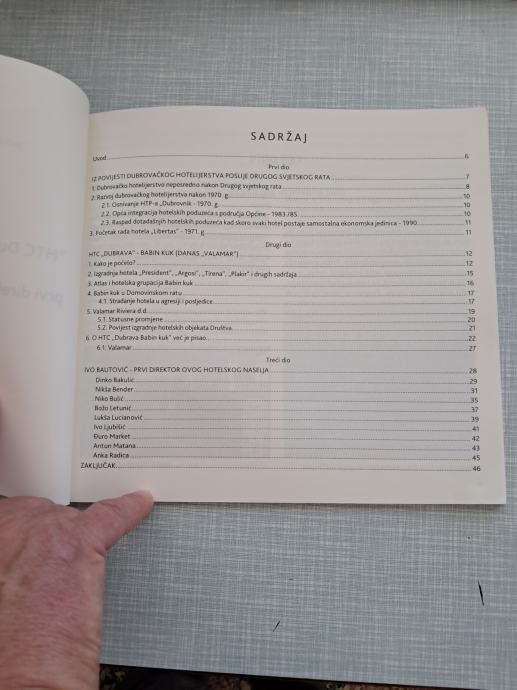 SADRŽAJ
Uvod 6
Prvi dio
IZ POVIJESTI DUBROVAČKOG HOTELIJERSTVA POSLIJE DRUGOG SVJETSKOG RATA 7
1. Dubrovačko hotelijerstvo neposredno nakon Drugog svjetskog rata 8
2. Razvoj dubrovačkog hotelijerstva nakon 1970. g. 10
2.1. Osnivanje HTP-a „Dubrovnik - 1970. g. 10
2.2. Opća integracija hotelskih poduzeća s područja Općine - 1983./85. 10
2.3. Raspad dotadašnjih hotelskih poduzeća kad skoro svaki hotel postaje samostalna ekonomska jedinica - 1990. 11
3. Početak rada hotela „Libertas" - 1971. g. 11
Drugi dio
HTC „DUBRAVA" - BABIN KUK (DANAS „VALAMAR") 12
1. Kako je počelo? 12
2. Izgradnja hotela „President", „Argosi", „Tirena", „Plakir" i drugih sadržaja 15
3. Atlas i hotelska grupacija Babin kuk 16
4. Babin kuk u Domovinskom ratu 17
4.1. Stradanje hotela u agresiji i posljedice 17
5. Valamar Riviera d.d. 19
5.1. Statusne promjene 20
5.2. Povijest izgradnje hotelskih objekata Društva 21
6. O HTC „Dubrava Babin kuk" već je pisao 22
6.1. Valamar 27
Treći dio
IVO BAUTOVIĆ - PRVI DIREKTOR OVOG HOTELSKOG NASELJA 28
Dinko Bakulić 29
Nikša Bender 31
Niko Bulić 35
Božo Letunić 37
Lukša Lucianović 39
Ivo Ljubišić 41
Đuro Market 42
Antun Matana 43
Anka Radica 45
ZAKLJUČAK 46